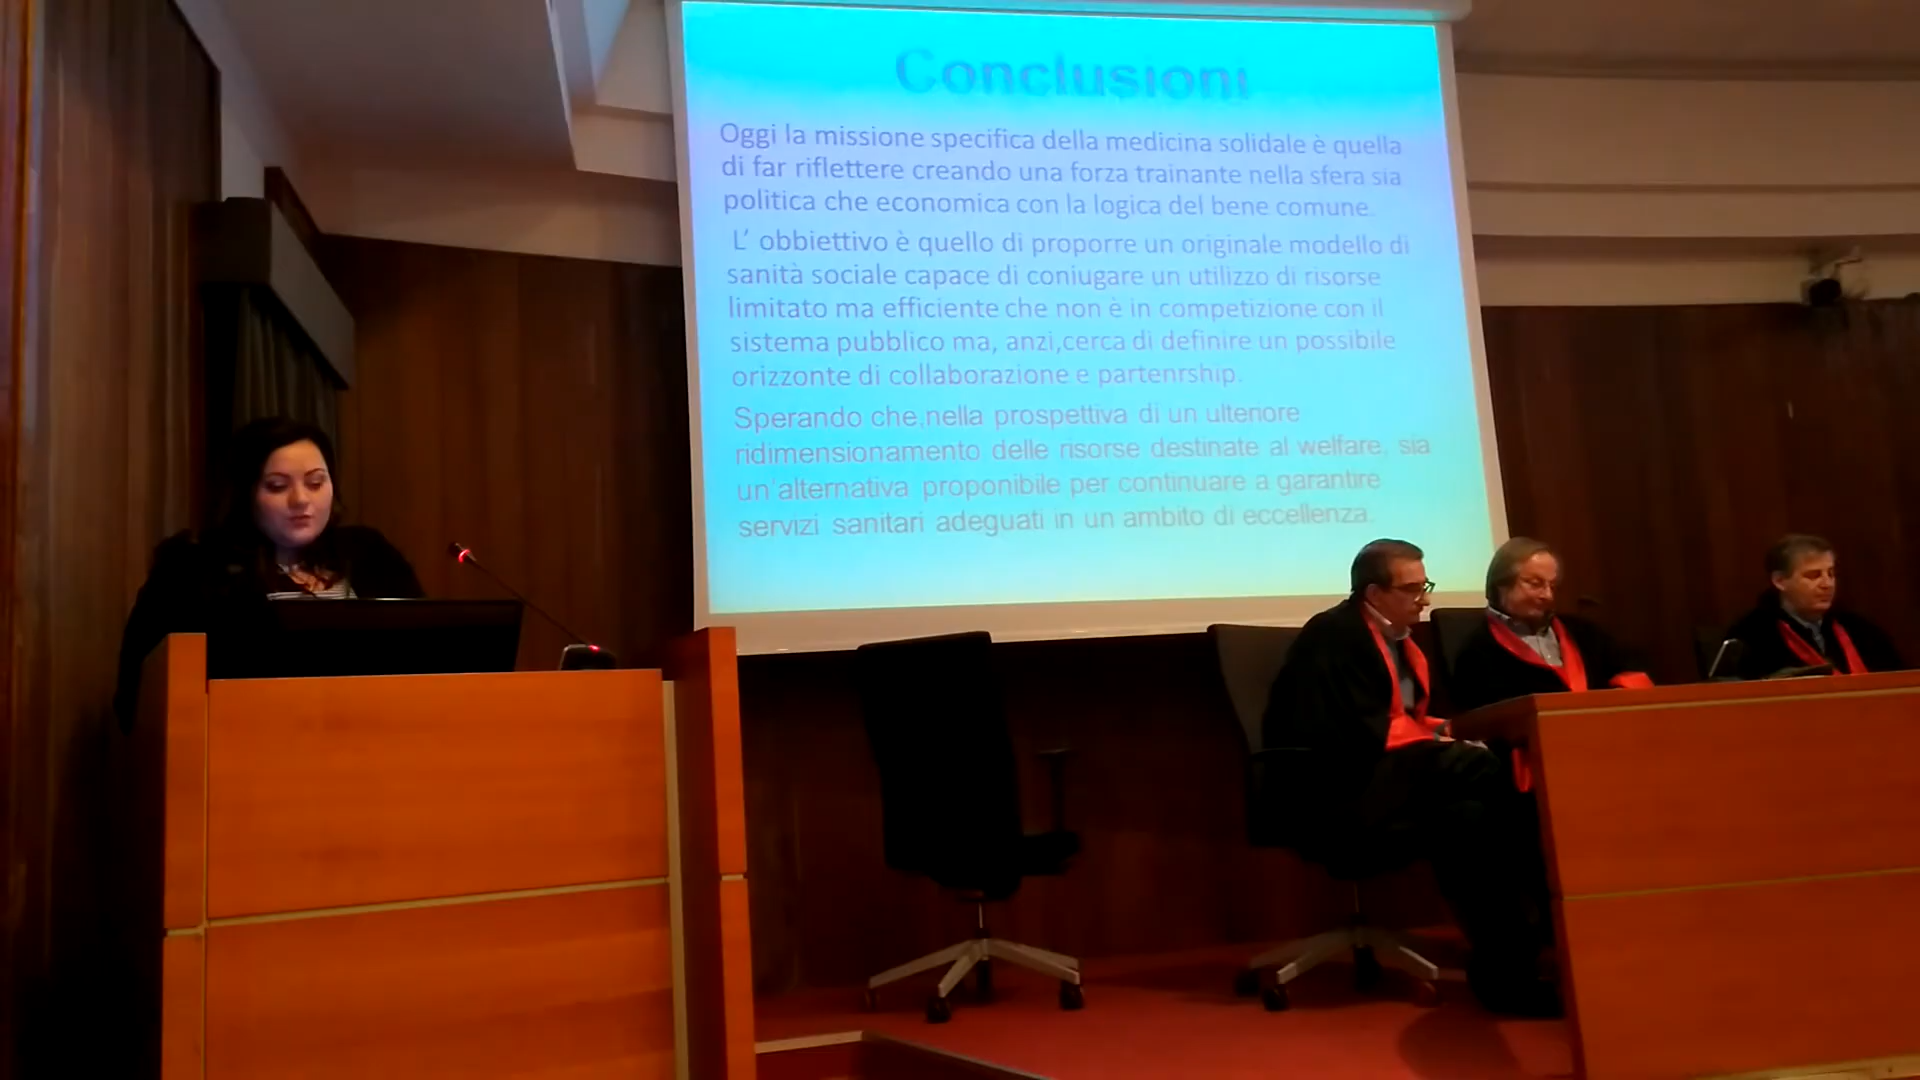 Conclusioni
Oggi la missione specifica della medicina solidale è quella
di far riflettere creando una forza trainante nella sfera sia
politica che economica con la logica del bene comune.
L' obbiettivo è quello di proporre un originale modello di
sanità sociale capace di coniugare un utilizzo di risorse
limitato ma efficiente che non è in competizione con il
sistema pubblico ma, anzi,cerca di definire un possibile
orizzonte di collaborazione e partenrship.
Sperando che,nella prospettiva di un ulteriore
ridimensionamento delle risorse destinate al welfare, sia
un'alternativa proponibile per continuare a garantire
servizi sanitari adeguati in un ambito di eccellenza.